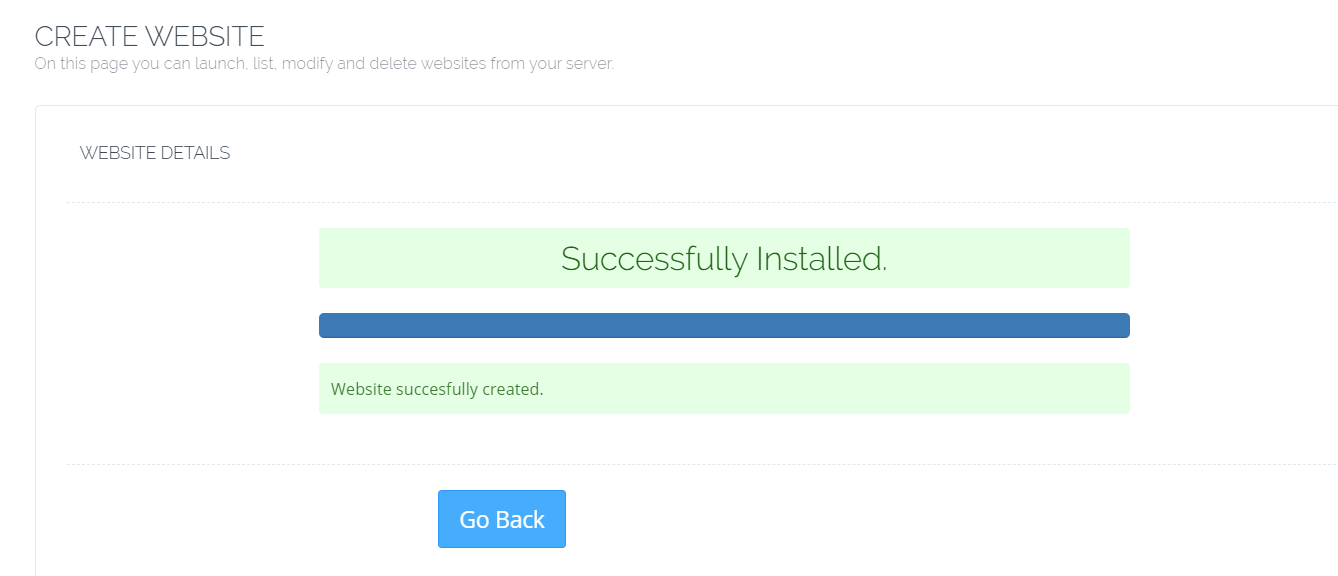 CREATE WEBSITE
On this page you can launch, list, modify and delete websites from your server.
WEBSITE DETAILS
Successfully Installed.
Website succesfully created.
Go Back